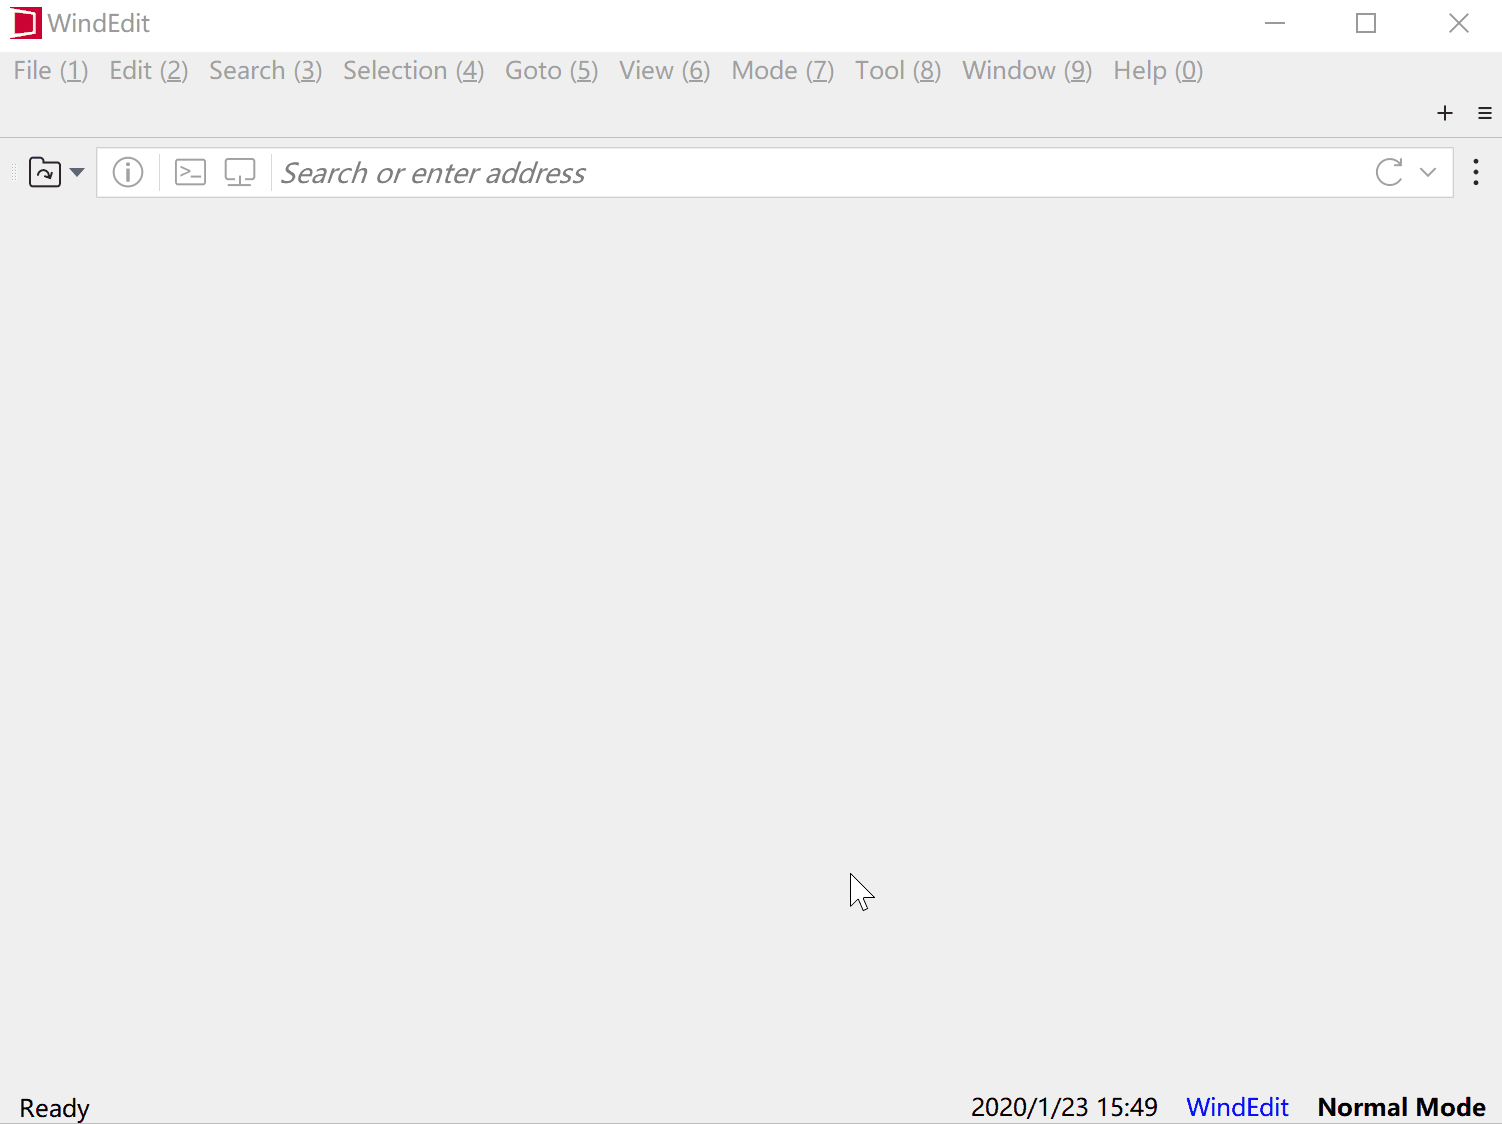 WindEdit
File (1) Edit (2) Search (3) Selection (4) Goto (5) View (6) Mode (7) Tool (8) Window (9) Help (0)
Search or enter address
Ready 2020/1/23 15:49 WindEdit Normal Mode